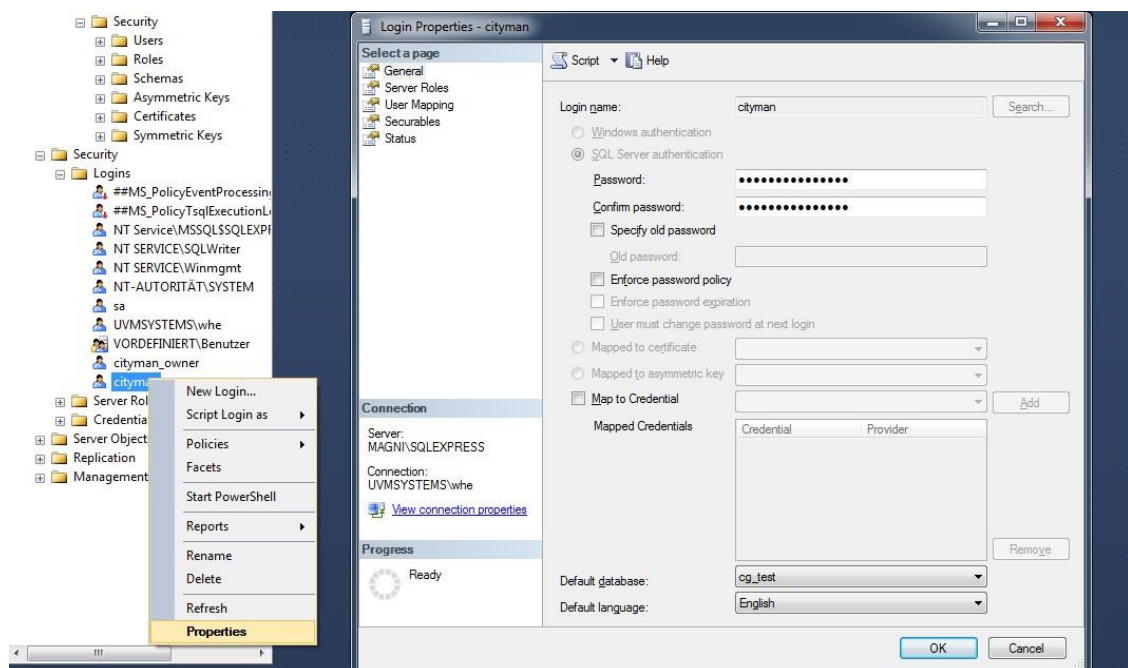 Security
Users
Roles
Schemas
Asymmetric Keys
Certificates
Symmetric Keys
Security
Logins
##MS_PolicyEventProcessin
##MS_PolicyTsqlExecutionL
NT Service\MSSQL$SQLEXP
NT SERVICE\SQLWriter
NT SERVICE\Winmgmt
NT-AUTORITÄT\SYSTEM
sa
UVMSYSTEMS\whe
VORDEFINIERT\Benutzer
cityman_owner
cityma
Server Rol
Credentia
Server Object
Replication
Management
New Login...
Script Login as
Policies
Facets
Start PowerShell
Reports
Rename
Delete
Refresh
Properties
Login Properties - cityman
Select a page
General
Server Roles
User Mapping
Securables
Status
Connection
Server:
MAGNI\SQLEXPRESS
Connection:
UVMSYSTEMS\whe
View connection properties
Progress
Ready
Script Help
Login name: cityman Search...
Windows authentication
SQL Server authentication
Password: •••••••••••••••
Confirm password: •••••••••••••••
Specify old password
Old password:
Enforce password policy
Enforce password expiration
User must change password at next login
Mapped to certificate
Mapped to asymmetric key
Map to Credential Add
Mapped Credentials Credential Provider
Remove
Default database: cg_test
Default language: English
OK Cancel